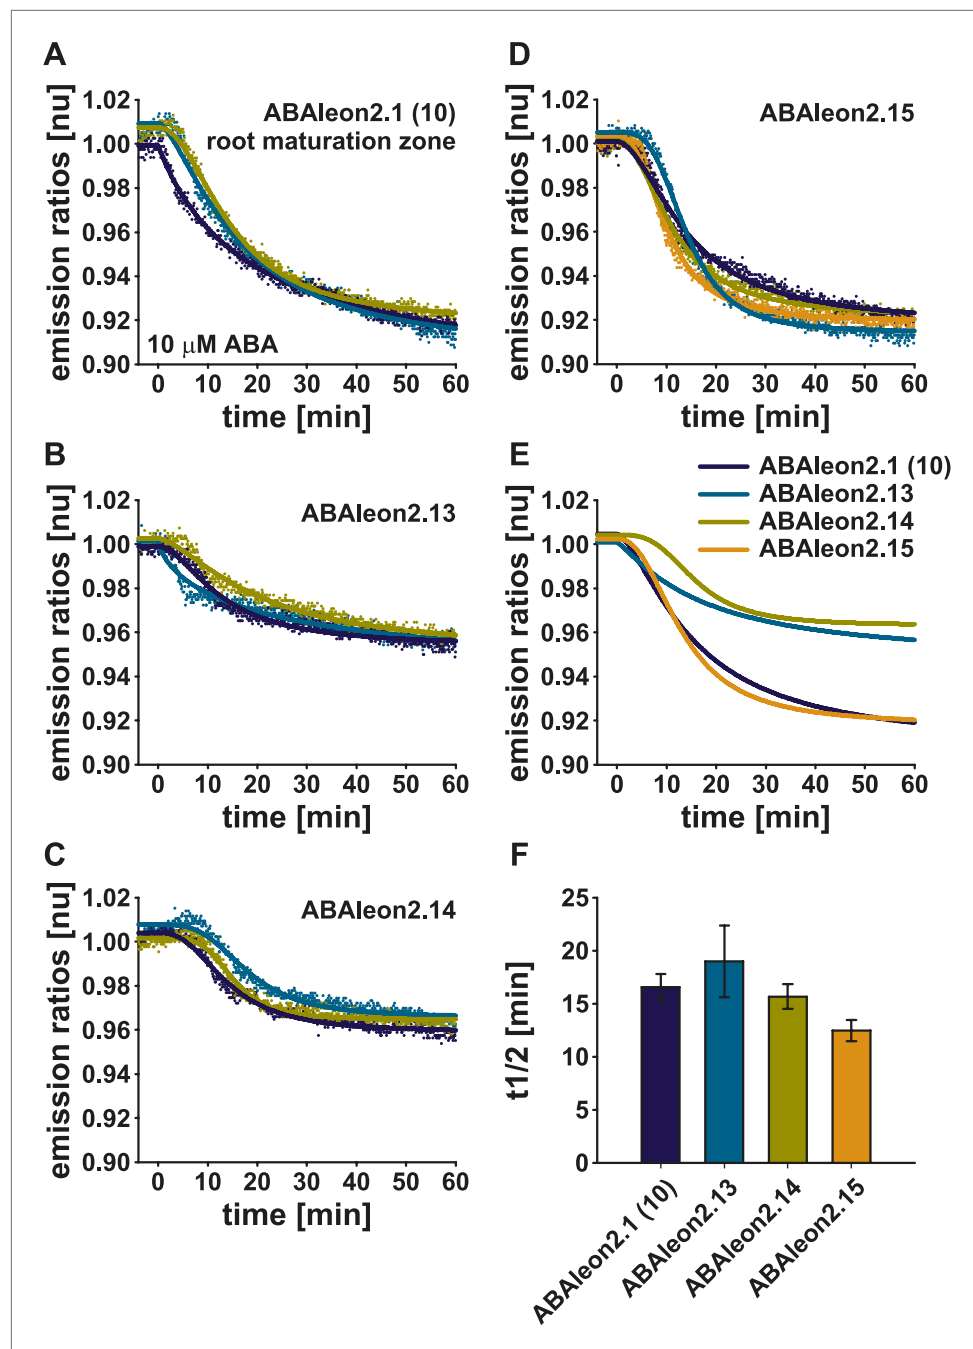 A
1.02
1.00
0.98
0.96
0.94
0.92
0.90
emission ratios [nu]
ABAleon2.1 (10)
root maturation zone
10 µM ABA
0 10 20 30 40 50 60
time [min]
D
1.02
1.00
0.98
0.96
0.94
0.92
0.90
emission ratios [nu]
ABAleon2.15
0 10 20 30 40 50 60
time [min]
B
1.02
1.00
0.98
0.96
0.94
0.92
0.90
emission ratios [nu]
ABAleon2.13
0 10 20 30 40 50 60
time [min]
E
1.02
1.00
0.98
0.96
0.94
0.92
0.90
emission ratios [nu]
ABAleon2.1 (10)
ABAleon2.13
ABAleon2.14
ABAleon2.15
0 10 20 30 40 50 60
time [min]
C
1.02
1.00
0.98
0.96
0.94
0.92
0.90
emission ratios [nu]
ABAleon2.14
0 10 20 30 40 50 60
time [min]
F
25
20
15
10
5
0
t1/2 [min]
ABAleon2.1 (10)
ABAleon2.13
ABAleon2.14
ABAleon2.15